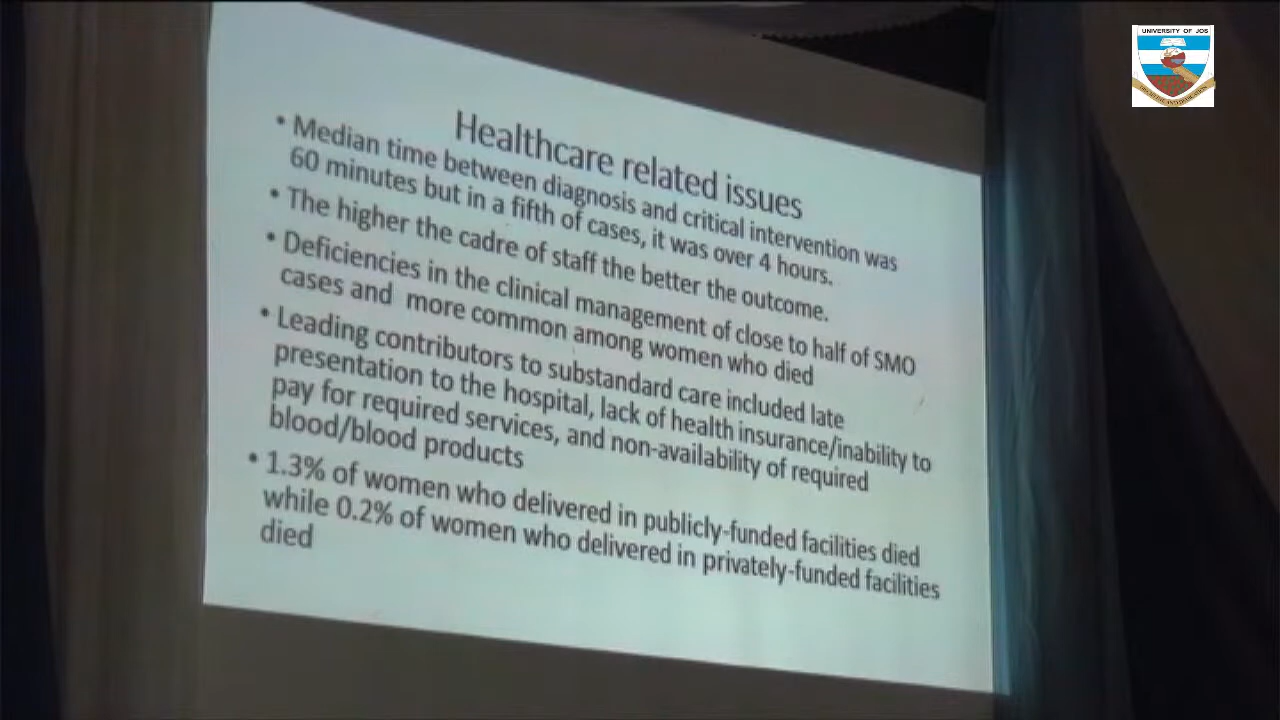 UNIVERSITY OF JOS
Healthcare related issues
• Median time between diagnosis and critical intervention was
60 minutes but in a fifth of cases, it was over 4 hours.
• The higher the cadre of staff the better the outcome.
• Deficiencies in the clinical management of close to half of SMO
cases and more common among women who died
• Leading contributors to substandard care included late
presentation to the hospital, lack of health insurance/inability to
pay for required services, and non-availability of required
blood/blood products
• 1.3% of women who delivered in publicly-funded facilities died
while 0.2% of women who delivered in privately-funded facilities
died